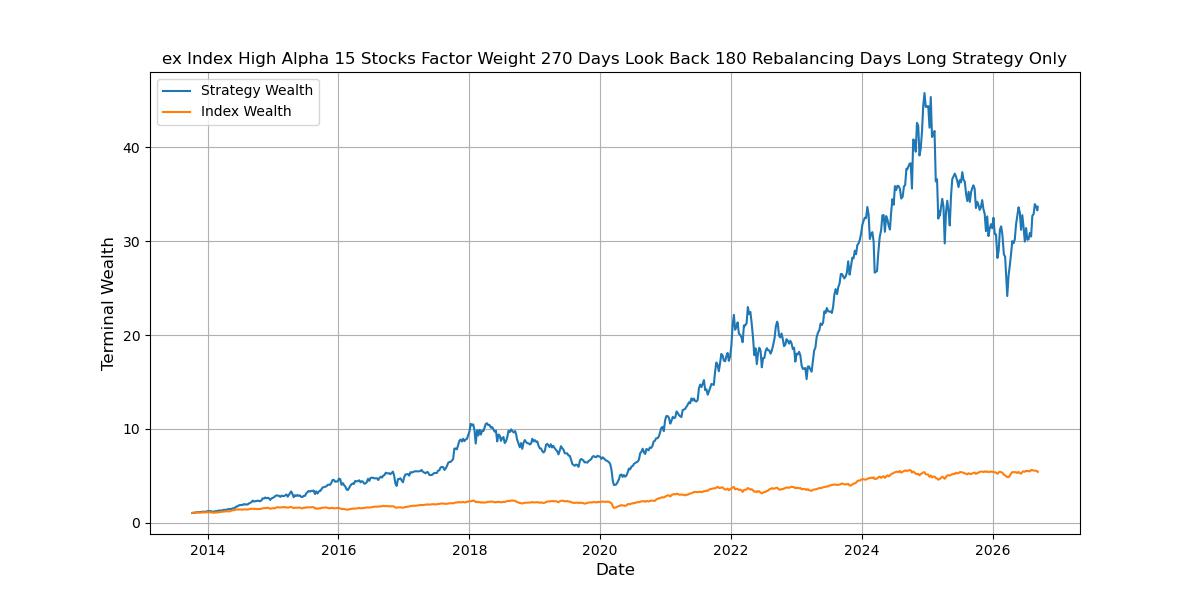 ex Index High Alpha 15 Stocks Factor Weight 270 Days Look Back 180 Rebalancing Days Long Strategy Only
Strategy Wealth
Index Wealth
Terminal Wealth
40
30
20
10
0
2014 2016 2018 2020 2022 2024 2026
Date